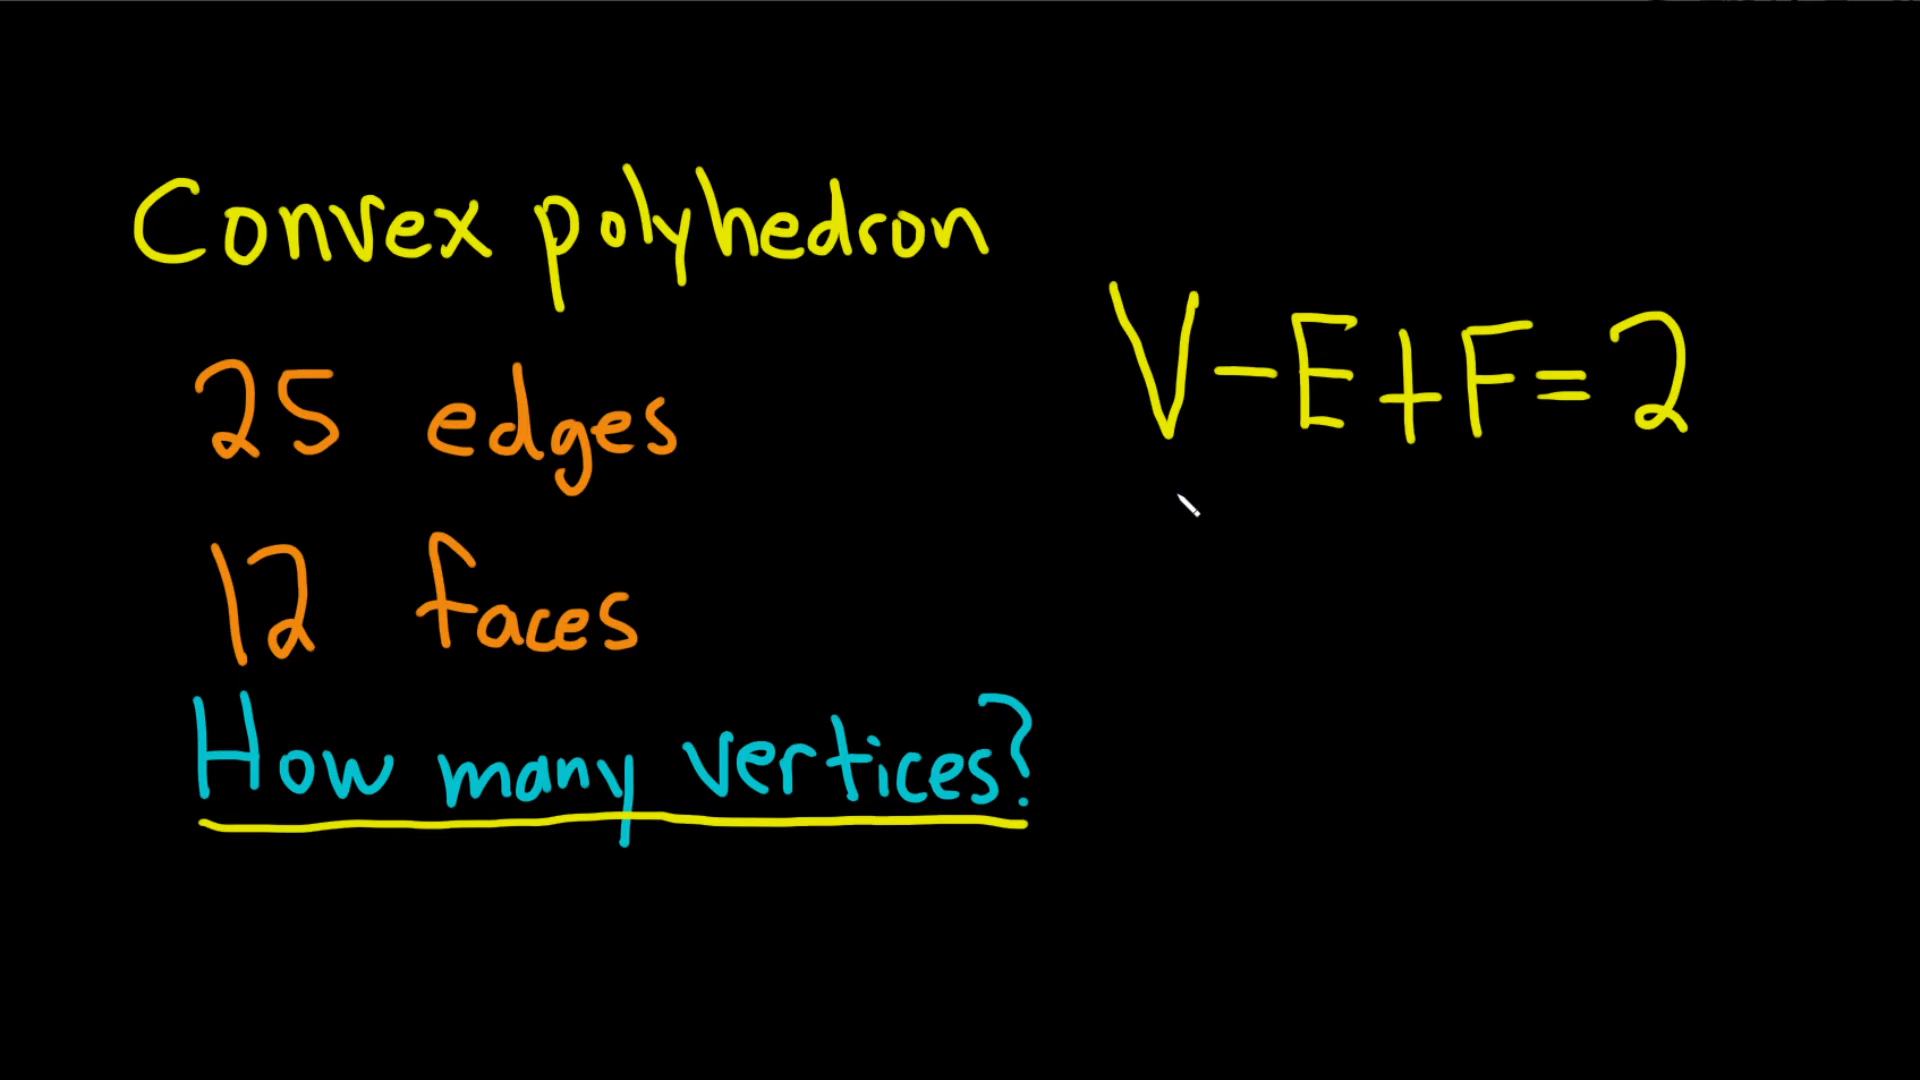 Convex polyhedron
V-E+F=2
25 edges
12 faces
How many vertices?